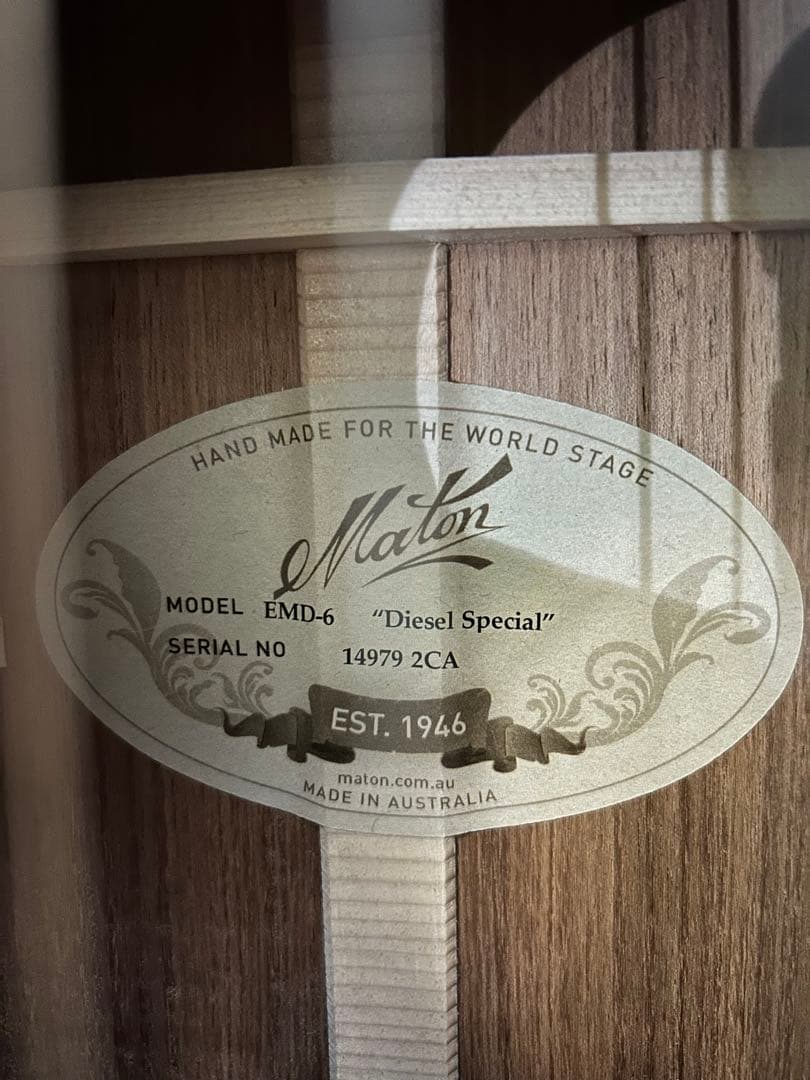 HAND MADE FOR THE WORLD STAGE
Maton
MODEL EMD-6 "Diesel Special"
SERIAL NO 14979 2CA
EST. 1946
maton.com.au
MADE IN AUSTRALIA